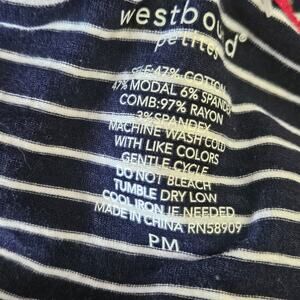 westbound®
petites
47% COTTON
47% MODAL 6% SPANDEX
COMB:97% RAYON
3% SPANDEX
MACHINE WASH COLD
WITH LIKE COLORS
GENTLE CYCLE
DO NOT BLEACH
TUMBLE DRY LOW
COOL IRON IF NEEDED
MADE IN CHINA RN58909
PM